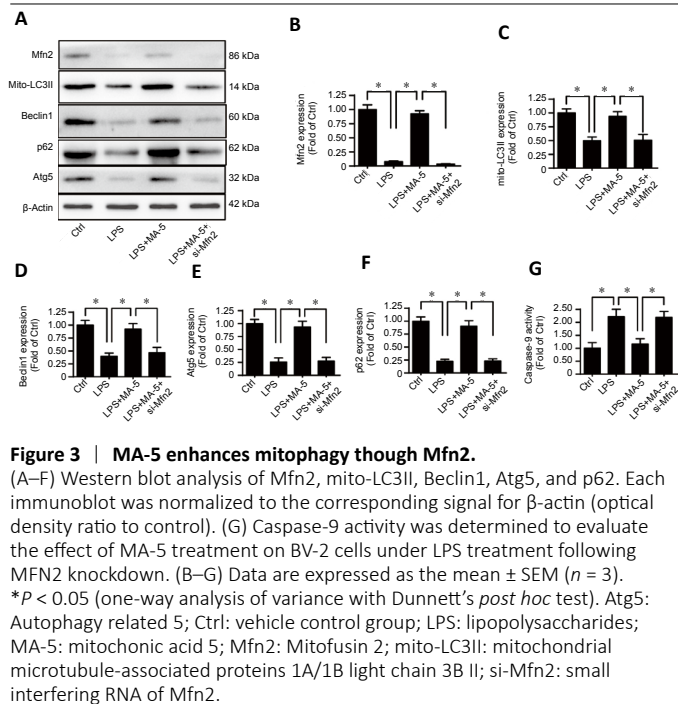 A
Mfn2
86 kDa
Mito-LC3II
14 kDa
Beclin1
60 kDa
p62
62 kDa
Atg5
32 kDa
β-Actin
42 kDa
Ctrl
LPS
LPS+MA-5
LPS+MA-5+
si-Mfn2
B
Mfn2 expression
(Fold of Ctrl)
1.25
1.00
0.75
0.50
0.25
0
* * *
Ctrl
LPS
LPS+MA-5
LPS+MA-5+
si-Mfn2
C
mito-LC3II expression
(Fold of Ctrl)
1.25
1.00
0.75
0.50
0.25
0
* * *
Ctrl
LPS
LPS+MA-5
LPS+MA-5+
si-Mfn2
D
Beclin1 expression
(Fold of Ctrl)
1.25
1.00
0.75
0.50
0.25
0
* * *
Ctrl
LPS
LPS+MA-5
LPS+MA-5+
si-Mfn2
E
Atg5 expression
(Fold of Ctrl)
1.25
1.00
0.75
0.50
0.25
0
* * *
Ctrl
LPS
LPS+MA-5
LPS+MA-5+
si-Mfn2
F
p62 expression
(Fold of Ctrl)
1.25
1.00
0.75
0.50
0.25
0
* * *
Ctrl
LPS
LPS+MA-5
LPS+MA-5+
si-Mfn2
G
Caspase-9 activity
(Fold of Ctrl)
2.50
2.00
1.50
1.00
0.50
0
* * *
Ctrl
LPS
LPS+MA-5
LPS+MA-5+
si-Mfn2
Figure 3 | MA-5 enhances mitophagy though Mfn2.
(A–F) Western blot analysis of Mfn2, mito-LC3II, Beclin1, Atg5, and p62. Each
immunoblot was normalized to the corresponding signal for β-actin (optical
density ratio to control). (G) Caspase-9 activity was determined to evaluate
the effect of MA-5 treatment on BV-2 cells under LPS treatment following
MFN2 knockdown. (B–G) Data are expressed as the mean ± SEM (n = 3).
*P < 0.05 (one-way analysis of variance with Dunnett's post hoc test). Atg5:
Autophagy related 5; Ctrl: vehicle control group; LPS: lipopolysaccharides;
MA-5: mitochonic acid 5; Mfn2: Mitofusin 2; mito-LC3II: mitochondrial
microtubule-associated proteins 1A/1B light chain 3B II; si-Mfn2: small
interfering RNA of Mfn2.